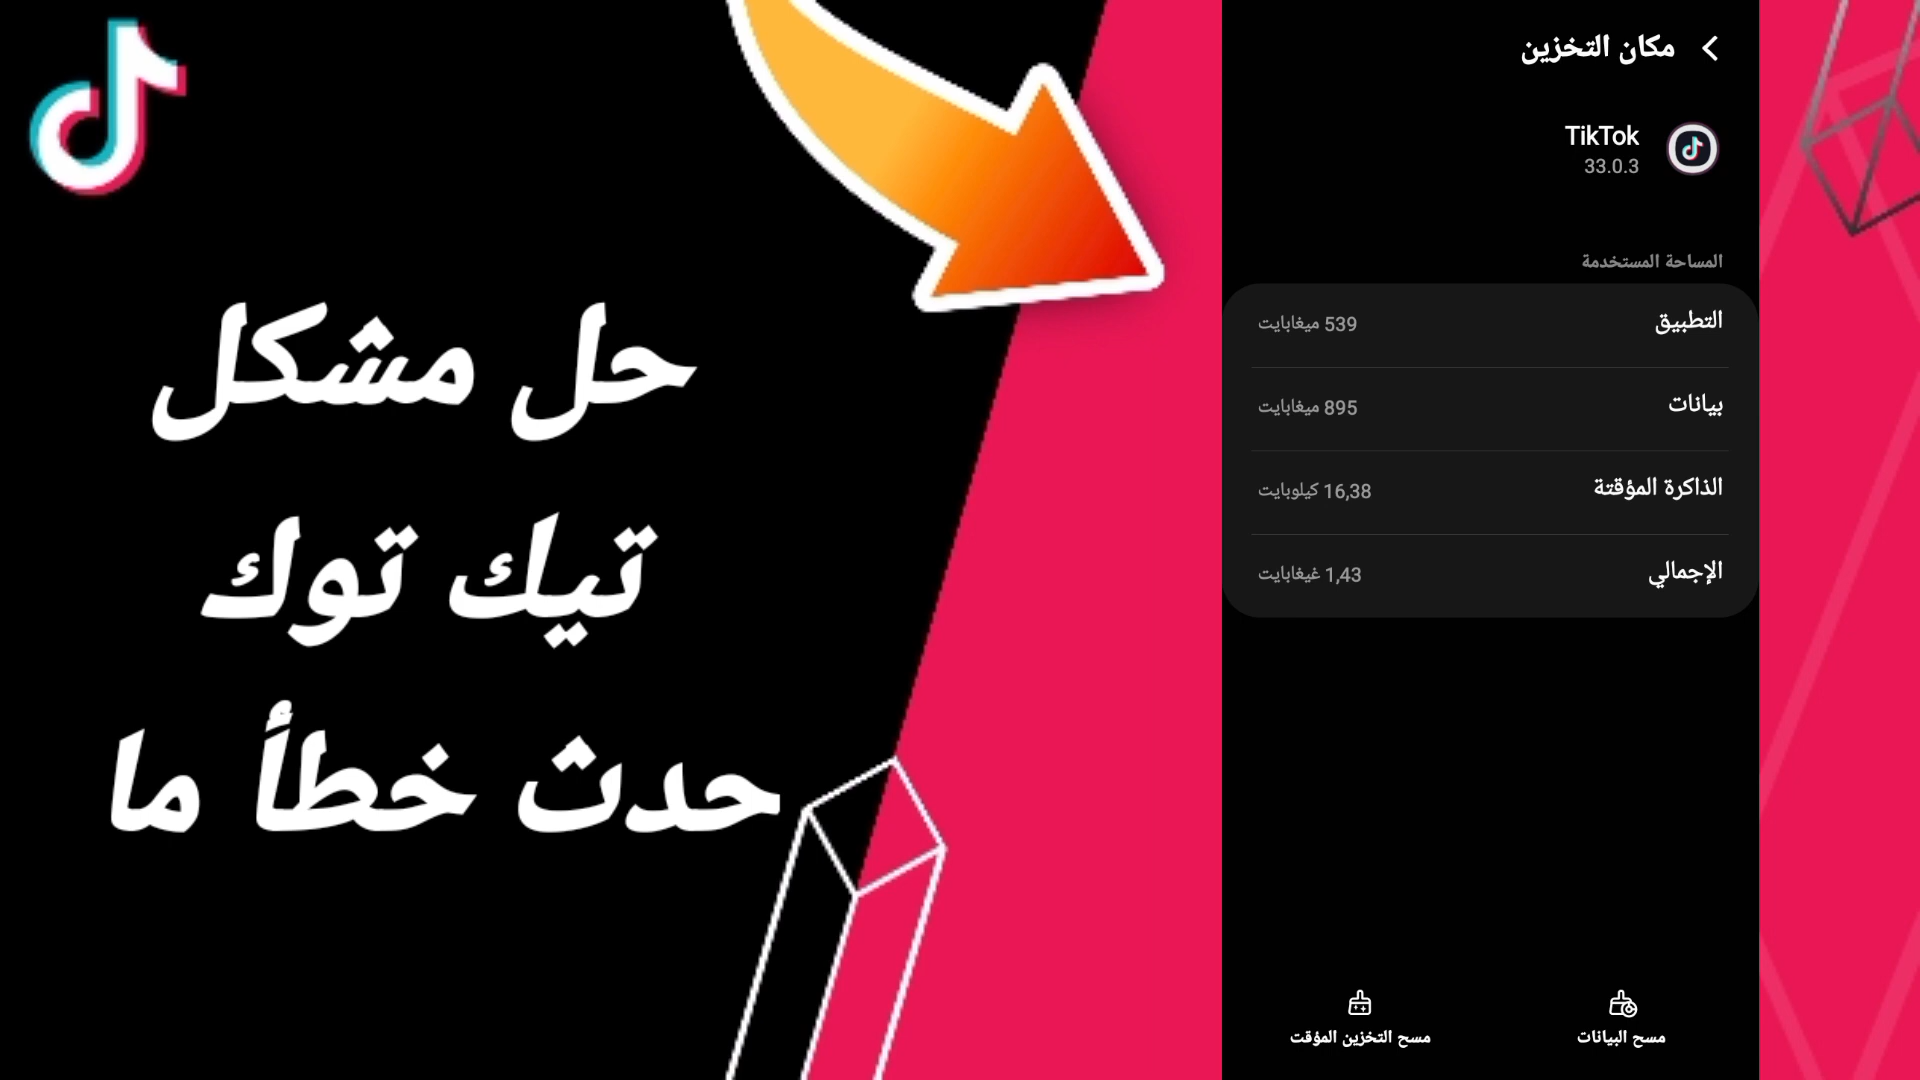 حل مشكل
تيك توك
حدث خطأ ما
مكان التخزين
TikTok
33.0.3
المساحة المستخدمة
التطبيق
539 ميغابايت
بيانات
895 ميغابايت
الذاكرة المؤقتة
16,38 كيلوبايت
الإجمالي
1,43 غيغابايت
مسح البيانات
مسح التخزين المؤقت